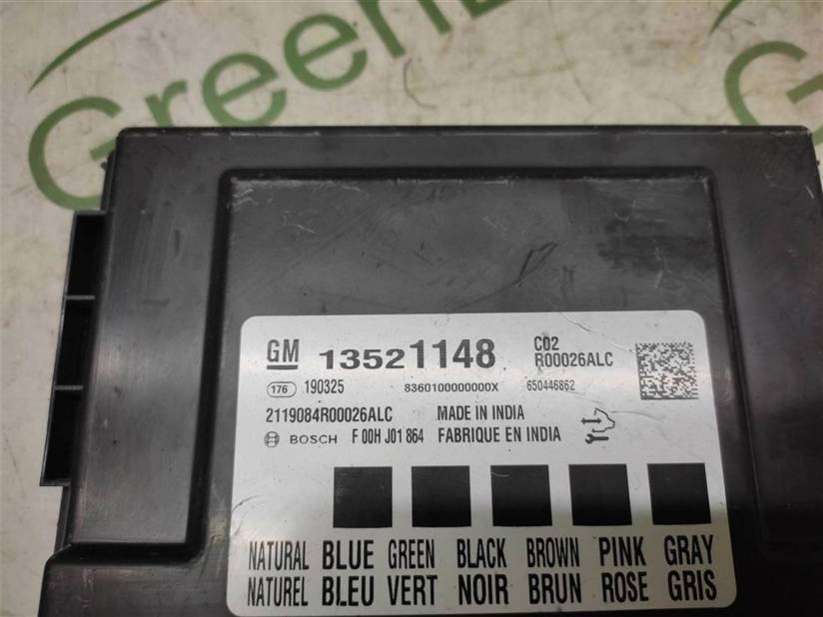 Green
GM 13521148 C02
R00026ALC
176 190325 8360100000000X 650446862
2119084R00026ALC MADE IN INDIA
BOSCH F 00H J01 864 FABRIQUE EN INDIA
NATURAL BLUE GREEN BLACK BROWN PINK GRAY
NATUREL BLEU VERT NOIR BRUN ROSE GRIS